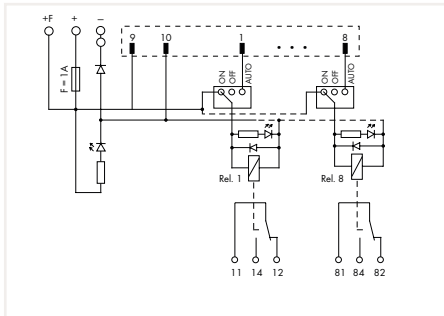 +F + –
9 10 1 • • • 8
F = 1A
ON OFF AUTO ON OFF AUTO
Rel. 1 Rel. 8
11 14 12 81 84 82